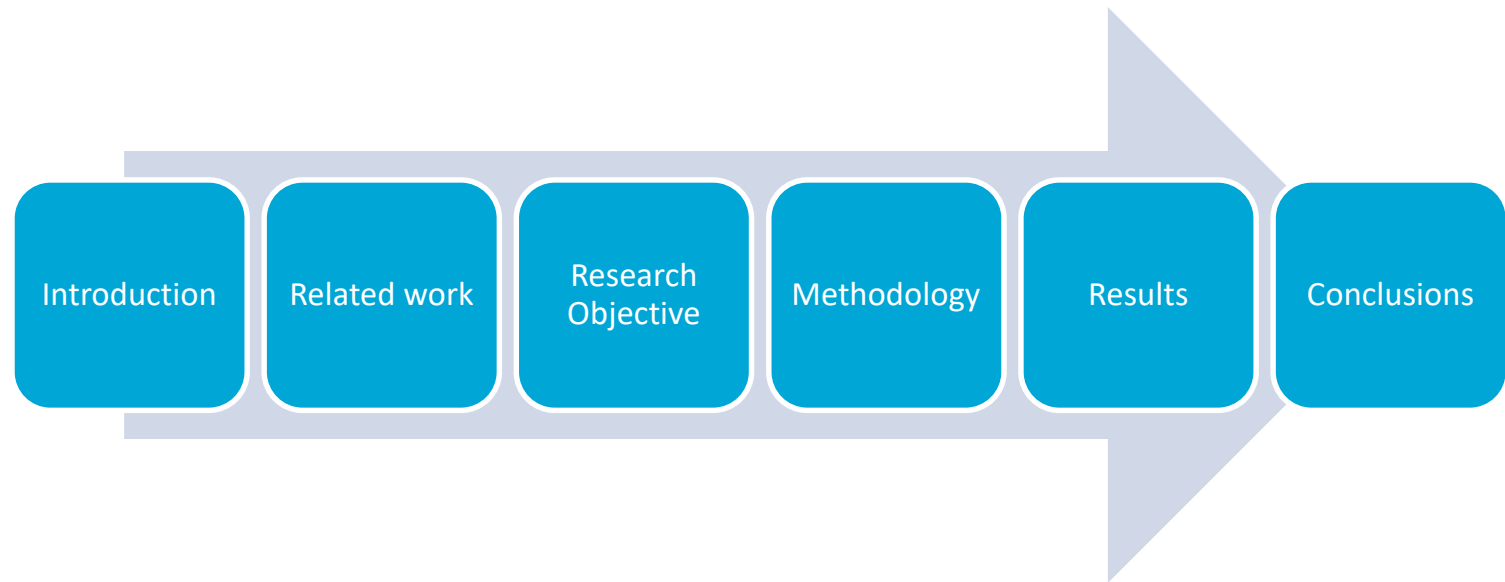 Introduction
Related work
Research
Objective
Methodology
Results
Conclusions